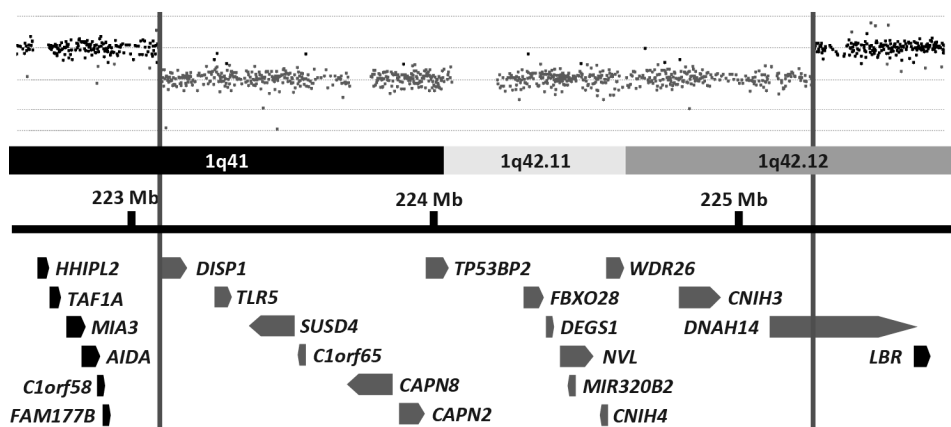 1q41 1q42.11 1q42.12
223 Mb 224 Mb 225 Mb
HHIPL2 DISP1 TP53BP2 WDR26
TAF1A TLR5 FBXO28 CNIH3
MIA3 SUSD4 DEGS1 DNAH14
AIDA C1orf65 NVL LBR
C1orf58 CAPN8 MIR320B2
FAM177B CAPN2 CNIH4